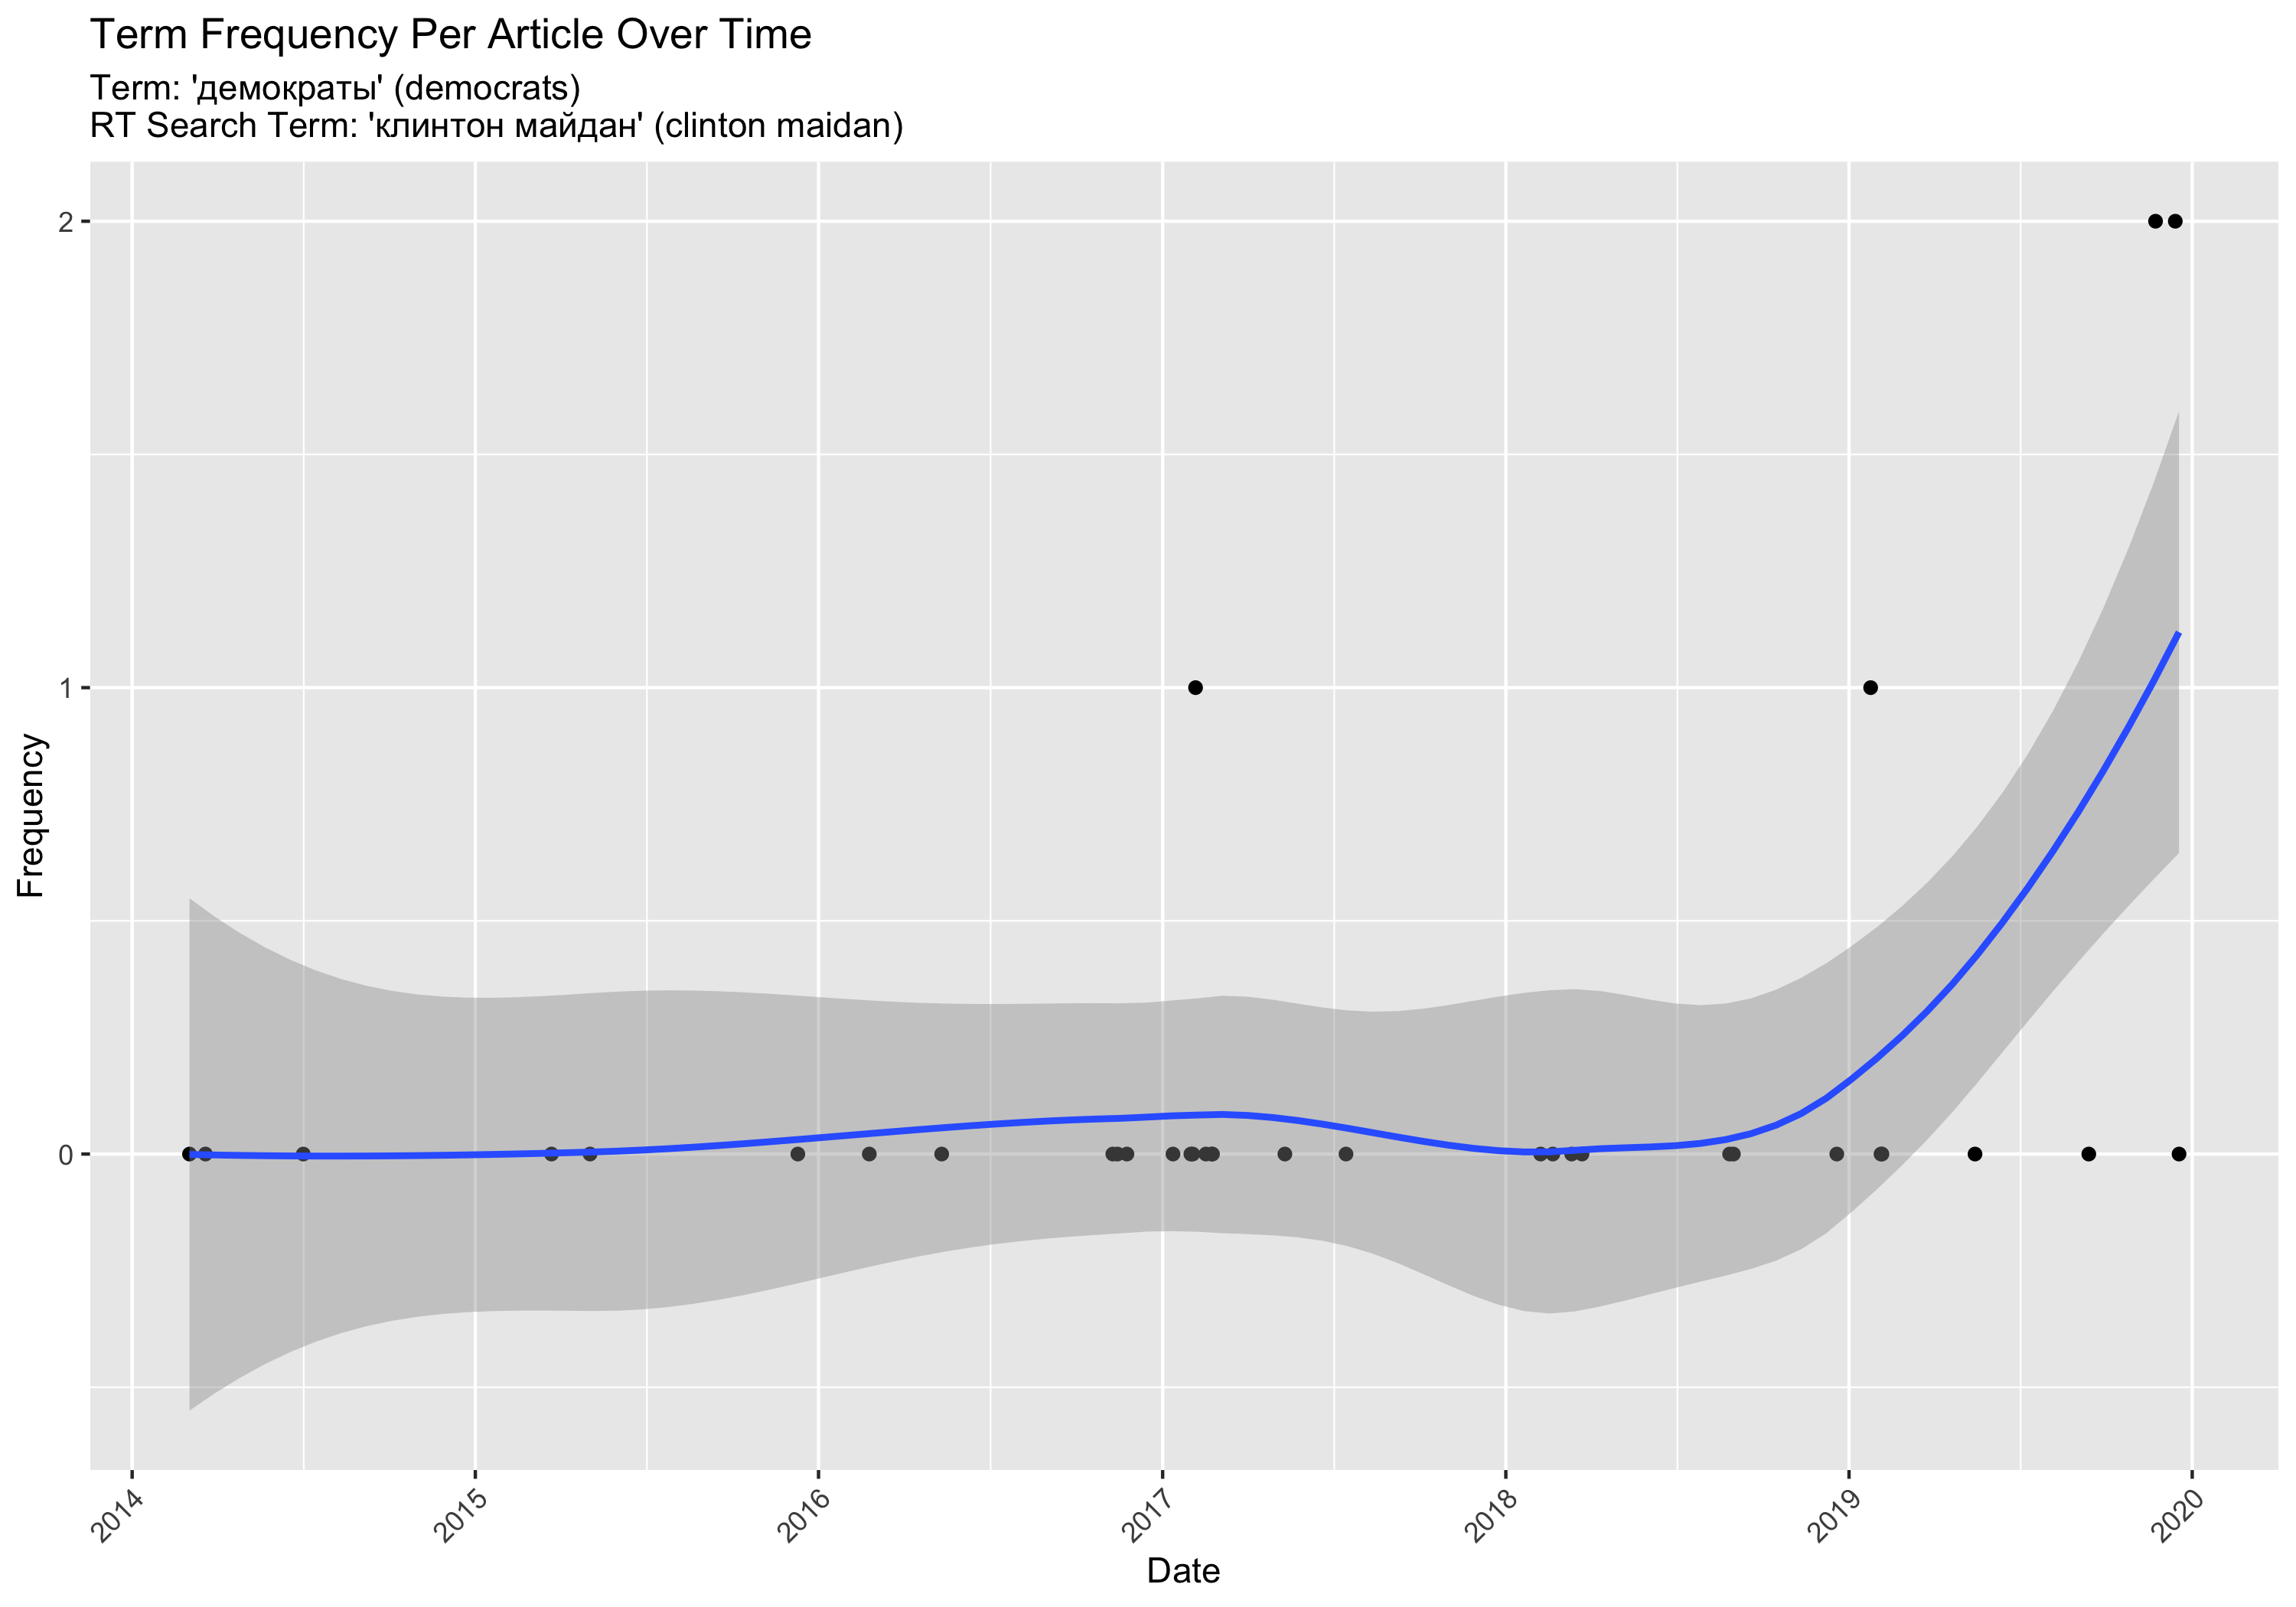 Term Frequency Per Article Over Time
Term: 'демократы' (democrats)
RT Search Term: 'клинтон майдан' (clinton maidan)
2
1
0
Frequency
2014
2015
2016
2017
2018
2019
2020
Date